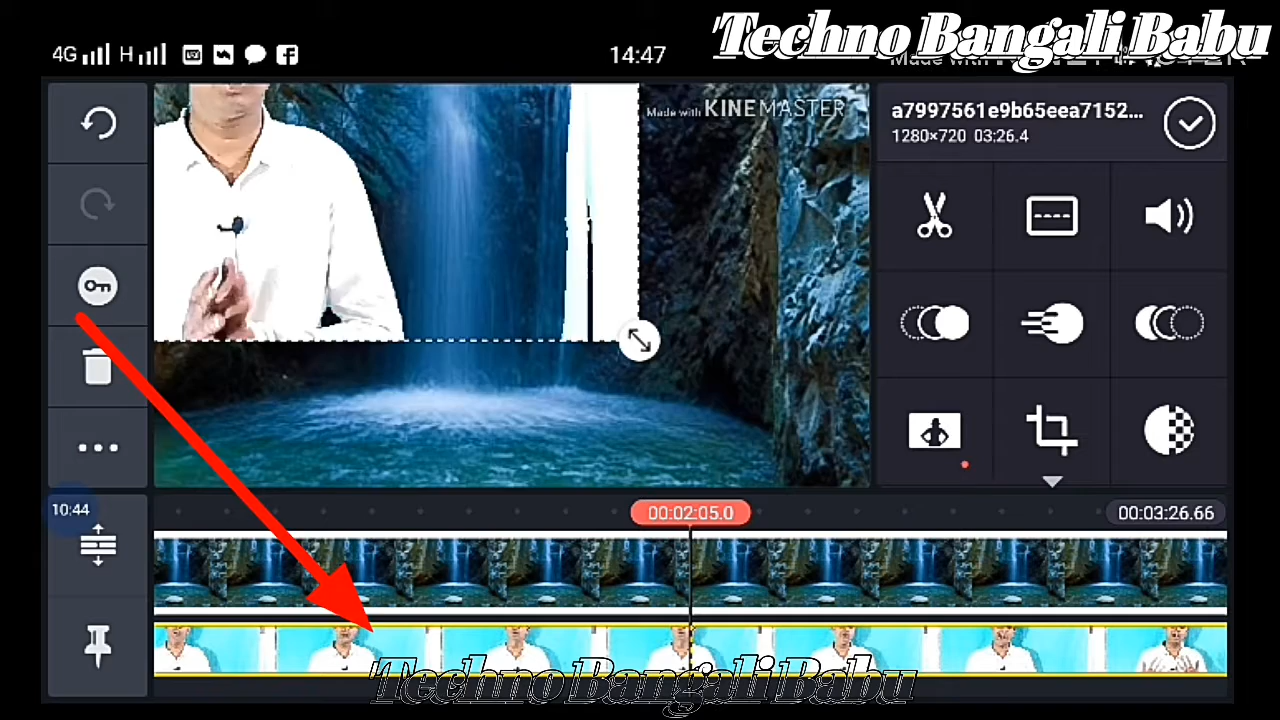 Techno Bangali Babu
4G H 14:47
Made with KINEMASTER
a7997561e9b65eea7152...
1280×720 03:26.4
10:44
00:02:05.0
00:03:26.66
Techno Bangali Babu